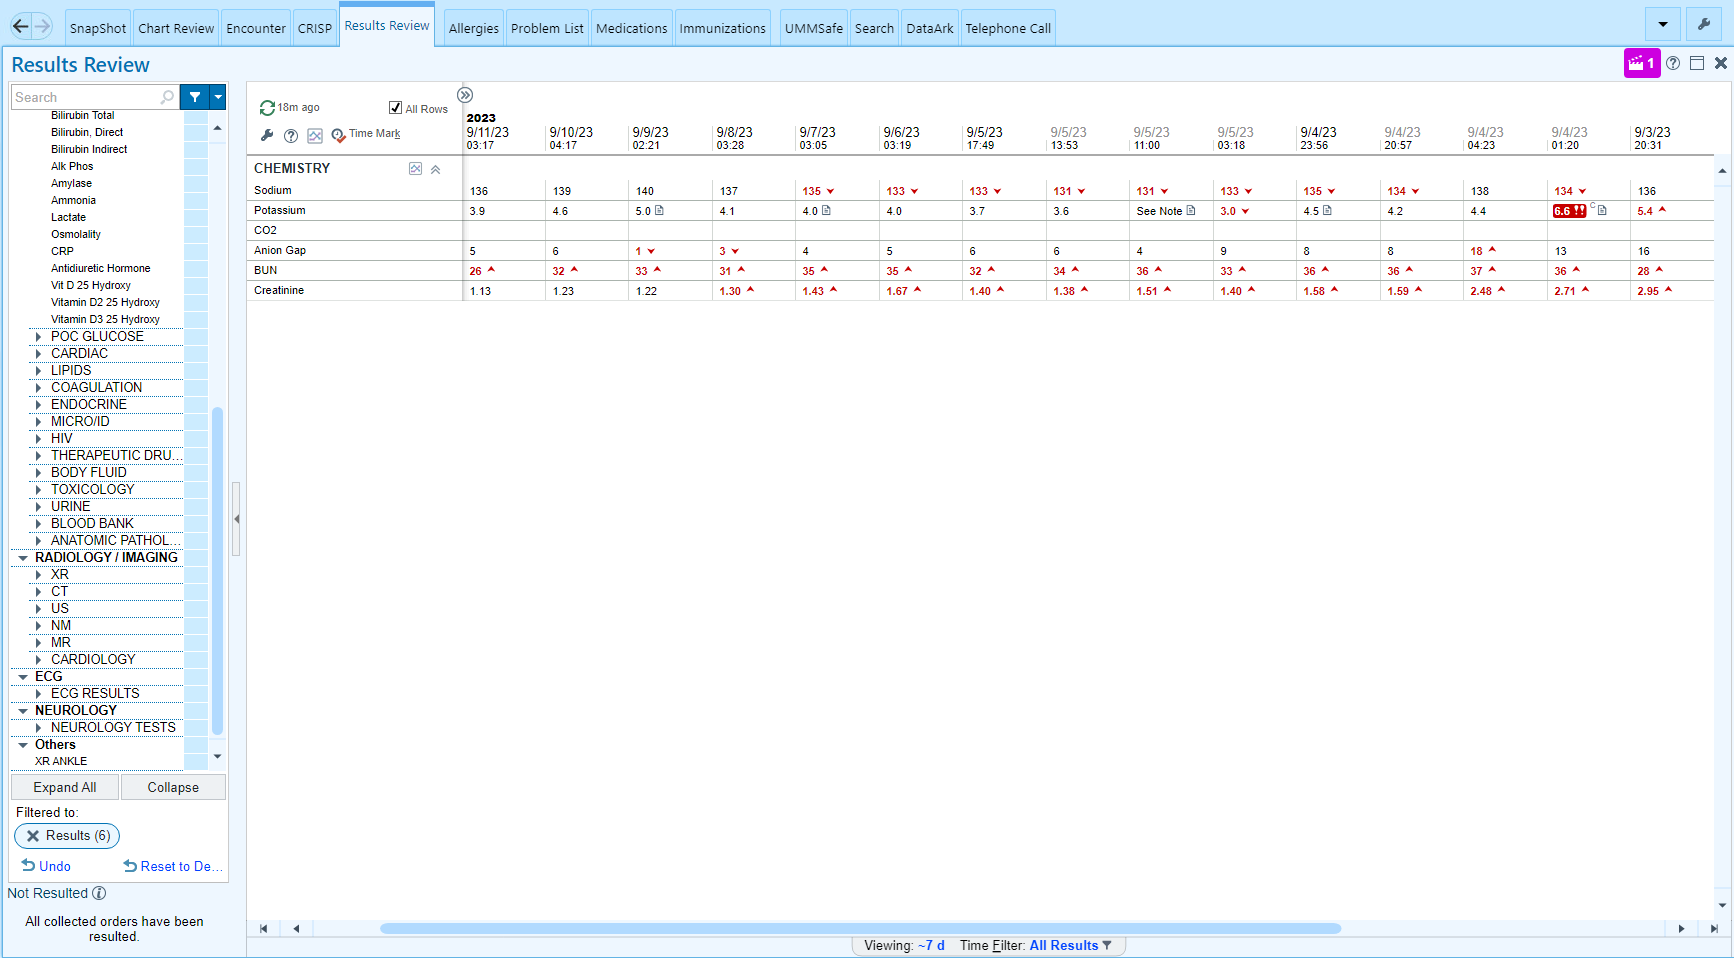 SnapShot Chart Review Encounter CRISP Results Review Allergies Problem List Medications Immunizations UMMSafe Search DataArk Telephone Call
Results Review 1
Search
Bilirubin Total
Bilirubin, Direct
Bilirubin Indirect
Alk Phos
Amylase
Ammonia
Lactate
Osmolality
CRP
Antidiuretic Hormone
Vit D 25 Hydroxy
Vitamin D2 25 Hydroxy
Vitamin D3 25 Hydroxy
POC GLUCOSE
CARDIAC
LIPIDS
COAGULATION
ENDOCRINE
MICRO/ID
HIV
THERAPEUTIC DRU...
BODY FLUID
TOXICOLOGY
URINE
BLOOD BANK
ANATOMIC PATHOL...
RADIOLOGY / IMAGING
XR
CT
US
NM
MR
CARDIOLOGY
ECG
ECG RESULTS
NEUROLOGY
NEUROLOGY TESTS
Others
XR ANKLE
Expand All Collapse
Filtered to:
Results (6)
Undo Reset to De...
Not Resulted
All collected orders have been
resulted.
18m ago All Rows
Time Mark
2023
9/11/23 9/10/23 9/9/23 9/8/23 9/7/23 9/6/23 9/5/23 9/5/23 9/5/23 9/5/23 9/4/23 9/4/23 9/4/23 9/4/23 9/3/23
03:17 04:17 02:21 03:28 03:05 03:19 17:49 13:53 11:00 03:18 23:56 20:57 04:23 01:20 20:31
CHEMISTRY
Sodium 136 139 140 137 135 133 133 131 131 133 135 134 138 134 136
Potassium 3.9 4.6 5.0 4.1 4.0 4.0 3.7 3.6 See Note 3.0 4.5 4.2 4.4 6.6 !! C 5.4
CO2
Anion Gap 5 6 1 3 4 5 6 6 4 9 8 8 18 13 16
BUN 26 32 33 31 35 35 32 34 36 33 36 36 37 36 28
Creatinine 1.13 1.23 1.22 1.30 1.43 1.67 1.40 1.38 1.51 1.40 1.58 1.59 2.48 2.71 2.95
Viewing: ~7 d Time Filter: All Results